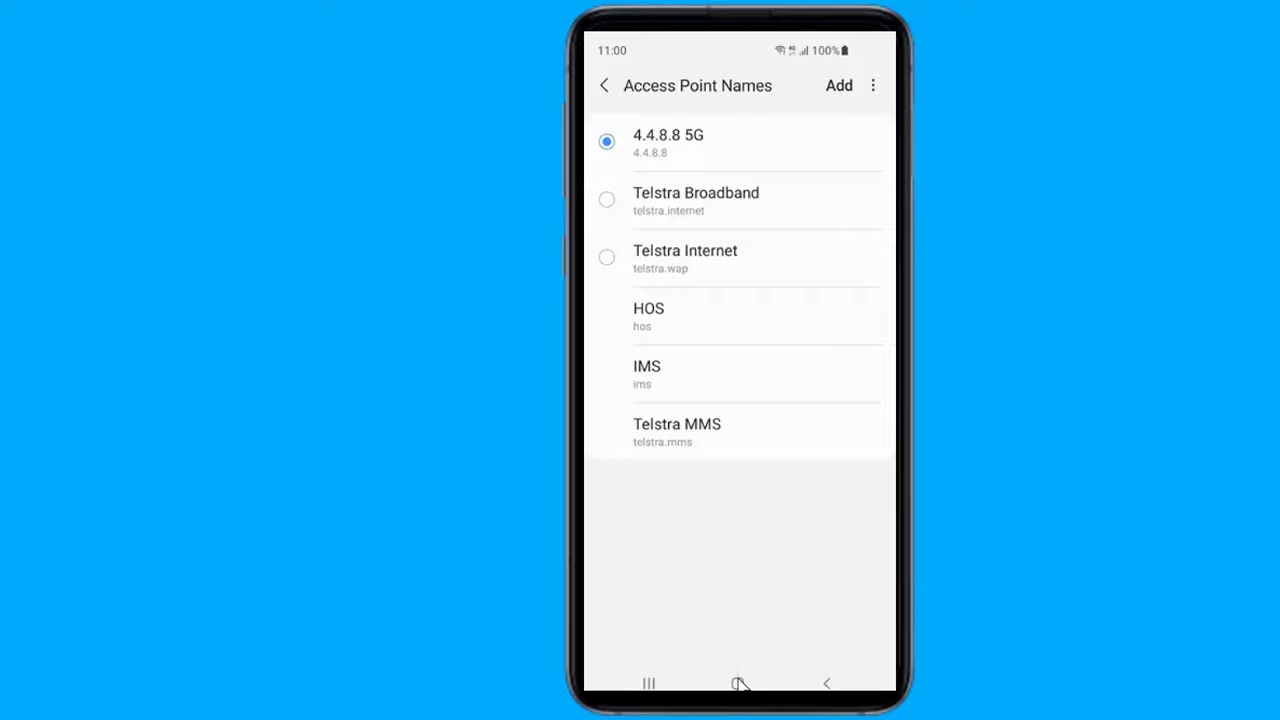 11:00
100%
Access Point Names
Add
4.4.8.8 5G
4.4.8.8
Telstra Broadband
telstra.internet
Telstra Internet
telstra.wap
HOS
hos
IMS
ims
Telstra MMS
telstra.mms